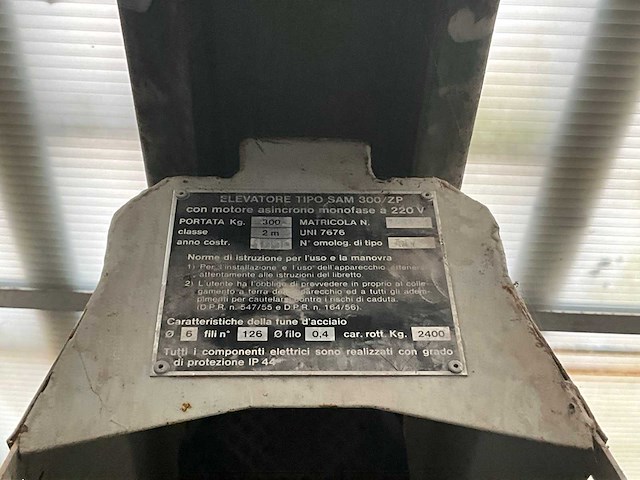 ELEVATORE TIPO SAM 300/ZP
con motore asincrono monofase a 220 V
PORTATA Kg. 300 MATRICOLA N.
classe 2 m UNI 7676
anno costr. N° omolog. di tipo
Norme di istruzione per l'uso e la manovra
1) Per l'installazione e l'uso dell'apparecchio attenersi
attentamente alle istruzioni del libretto.
2) L'utente ha l'obbligo di prevedere in proprio al colle-
gamento a terra dell'apparecchio ed a tutti gli adem-
pimenti per cautelare contro i rischi di caduta.
(D.P.R. n. 547/55 e D.P.R. n. 164/56).
Caratteristiche della fune d'acciaio
Ø 6 fili n° 126 Ø filo 0,4 car. rott. Kg. 2400
Tutti i componenti elettrici sono realizzati con grado
di protezione IP 44